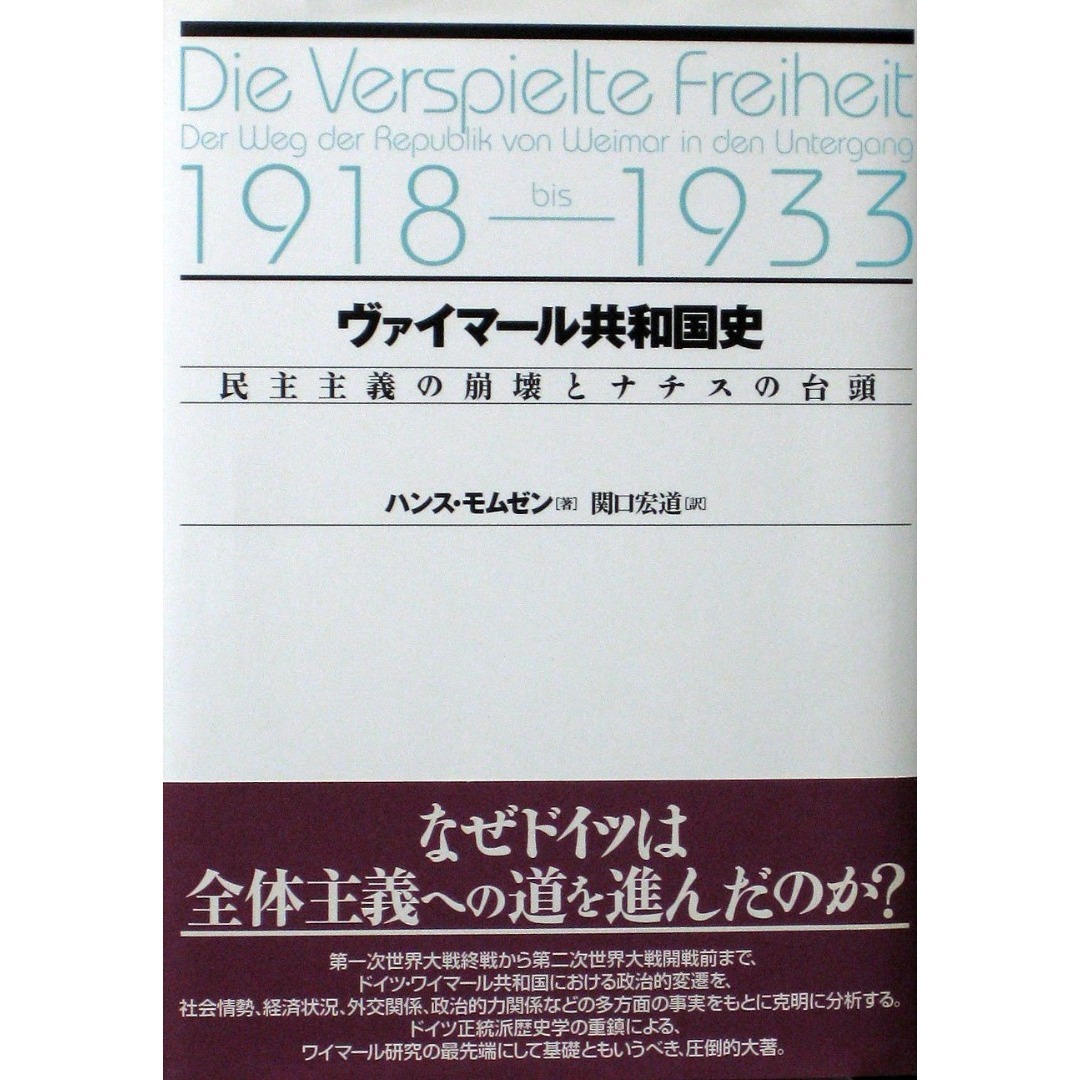 Die Verspielte Freiheit
Der Weg der Republik von Weimar in den Untergang
1918 bis 1933
ヴァイマール共和国史
民主主義の崩壊とナチスの台頭
ハンス・モムゼン[著] 関口宏道[訳]
なぜドイツは
全体主義への道を進んだのか?
第一次世界大戦終戦から第二次世界大戦開戦前まで、
ドイツ・ワイマール共和国における政治的変遷を、
社会情勢、経済状況、外交関係、政治的力関係などの多方面の事実をもとに克明に分析する。
ドイツ正統派歴史学の重鎮による、
ワイマール研究の最先端にして基礎ともいうべき、圧倒的大著。